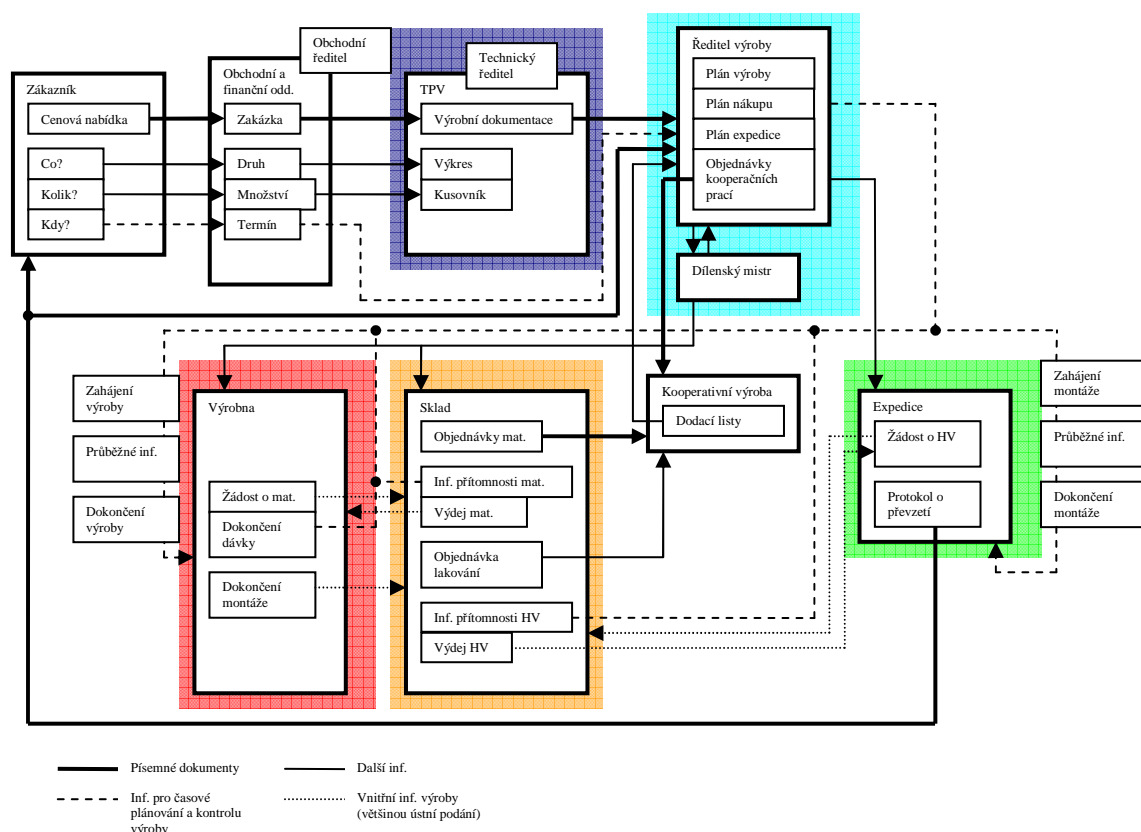 Obchodní
ředitel
Technický
ředitel
Ředitel výroby
Plán výroby
Plán nákupu
Plán expedice
Objednávky
kooperačních
prací
Zákazník
Cenová nabídka
Co?
Kolik?
Kdy?
Obchodní a
finanční odd.
Zakázka
Druh
Množství
Termín
TPV
Výrobní dokumentace
Výkres
Kusovník
Dílenský mistr
Zahájení
výroby
Průběžné inf.
Dokončení
výroby
Výrobna
Žádost o mat.
Dokončení
dávky
Dokončení
montáže
Sklad
Objednávky mat.
Inf. přítomnosti mat.
Výdej mat.
Objednávka
lakování
Inf. přítomnosti HV
Výdej HV
Kooperativní výroba
Dodací listy
Expedice
Žádost o HV
Protokol o
převzetí
Zahájení
montáže
Průběžné inf.
Dokončení
montáže
Písemné dokumenty
Další inf.
Inf. pro časové
plánování a kontrolu
výroby
Vnitřní inf. výroby
(většinou ústní podání)